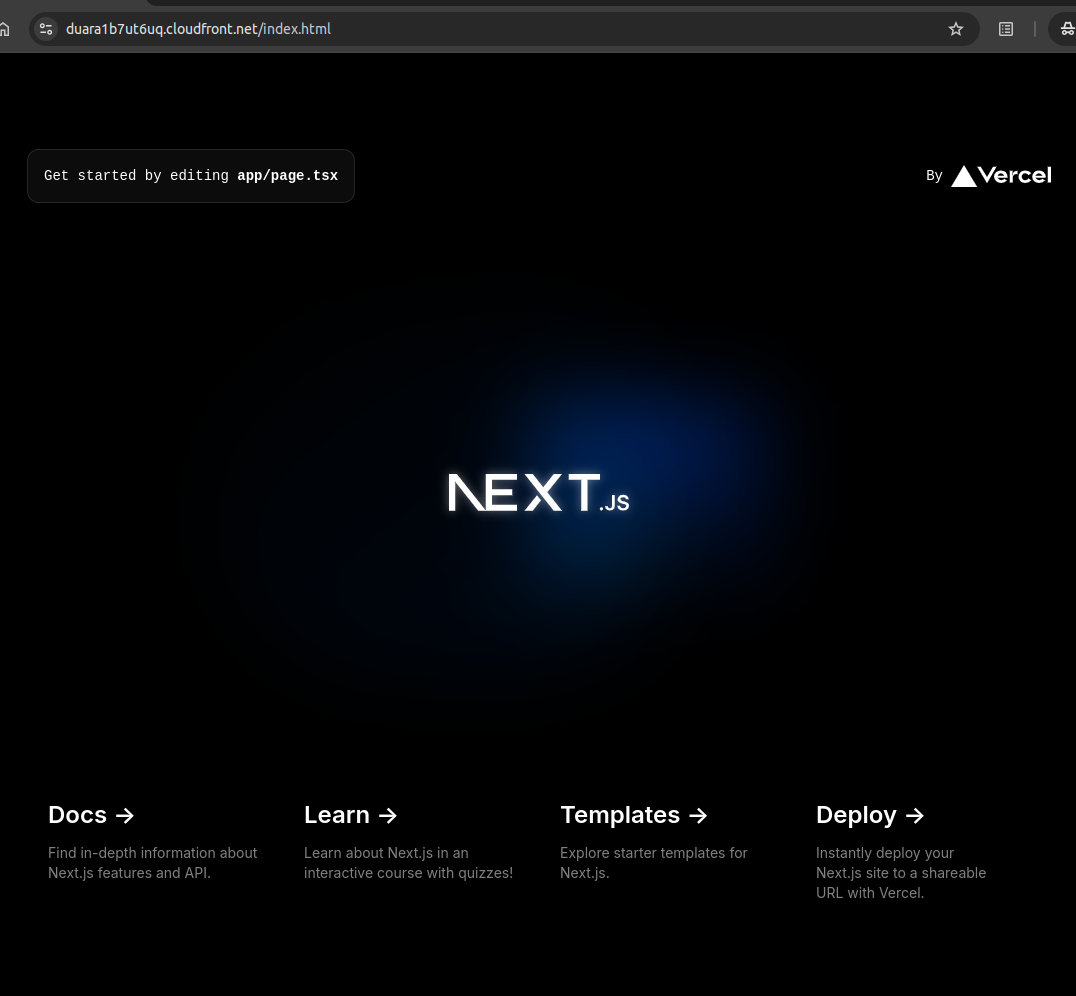 duara1b7ut6uq.cloudfront.net/index.html
Get started by editing app/page.tsx
By Vercel
NEXT.JS
Docs →
Find in-depth information about
Next.js features and API.
Learn →
Learn about Next.js in an
interactive course with quizzes!
Templates →
Explore starter templates for
Next.js.
Deploy →
Instantly deploy your
Next.js site to a shareable
URL with Vercel.